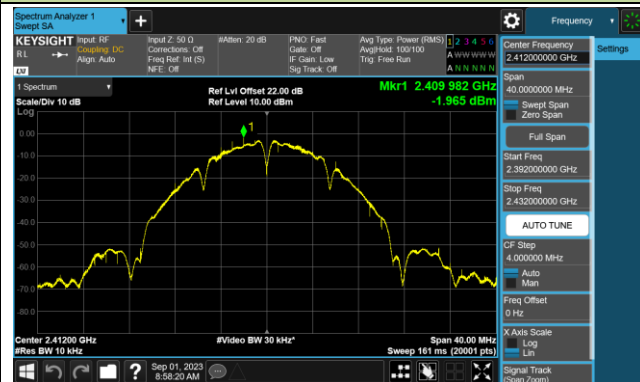 Spectrum Analyzer 1
Swept SA
Frequency
KEYSIGHT
RL
LXI
Input: RF
Coupling: DC
Align: Auto
Input Z: 50 Ω
Corrections: Off
Freq Ref: Int (S)
NFE: Off
#Atten: 20 dB
PNO: Fast
Gate: Off
IF Gain: Low
Sig Track: Off
Avg Type: Power (RMS)
Avg|Hold: 100/100
Trig: Free Run
1 2 3 4 5 6
A W W W W W
A N N N N N
1 Spectrum
Scale/Div 10 dB
Log
Ref Lvl Offset 22.00 dB
Ref Level 10.00 dBm
Mkr1 2.409 982 GHz
-1.965 dBm
1
0.00
-10.0
-20.0
-30.0
-40.0
-50.0
-60.0
-70.0
-80.0
Center 2.41200 GHz
#Res BW 10 kHz
#Video BW 30 kHz*
Span 40.00 MHz
Sweep 161 ms (20001 pts)
Sep 01, 2023
8:58:20 AM
Center Frequency
2.412000000 GHz
Settings
Span
40.0000000 MHz
Swept Span
Zero Span
Full Span
Start Freq
2.392000000 GHz
Stop Freq
2.432000000 GHz
AUTO TUNE
CF Step
4.000000 MHz
Auto
Man
Freq Offset
0 Hz
X Axis Scale
Log
Lin
Signal Track
(Span Zoom)